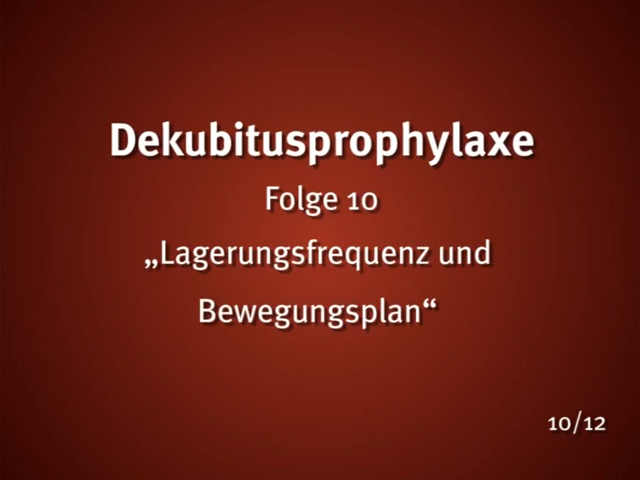 Dekubitusprophylaxe
Folge 10
„Lagerungsfrequenz und
Bewegungsplan“
10/12